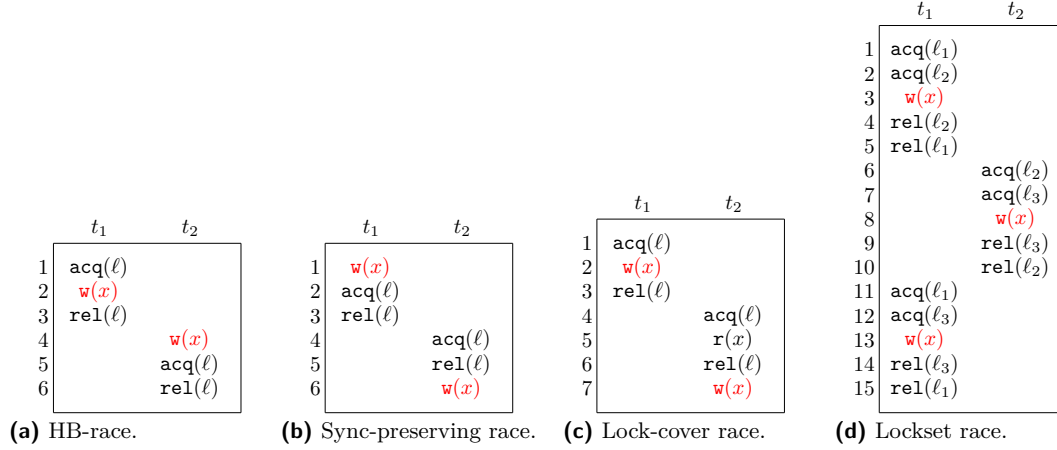 t₁ t₂
1 acq(ℓ)
2 w(x)
3 rel(ℓ)
4 w(x)
5 acq(ℓ)
6 rel(ℓ)
(a) HB-race.
t₁ t₂
1 w(x)
2 acq(ℓ)
3 rel(ℓ)
4 acq(ℓ)
5 rel(ℓ)
6 w(x)
(b) Sync-preserving race.
t₁ t₂
1 acq(ℓ)
2 w(x)
3 rel(ℓ)
4 acq(ℓ)
5 r(x)
6 rel(ℓ)
7 w(x)
(c) Lock-cover race.
t₁ t₂
1 acq(ℓ₁)
2 acq(ℓ₂)
3 w(x)
4 rel(ℓ₂)
5 rel(ℓ₁)
6 acq(ℓ₂)
7 acq(ℓ₃)
8 w(x)
9 rel(ℓ₃)
10 rel(ℓ₂)
11 acq(ℓ₁)
12 acq(ℓ₃)
13 w(x)
14 rel(ℓ₃)
15 rel(ℓ₁)
(d) Lockset race.